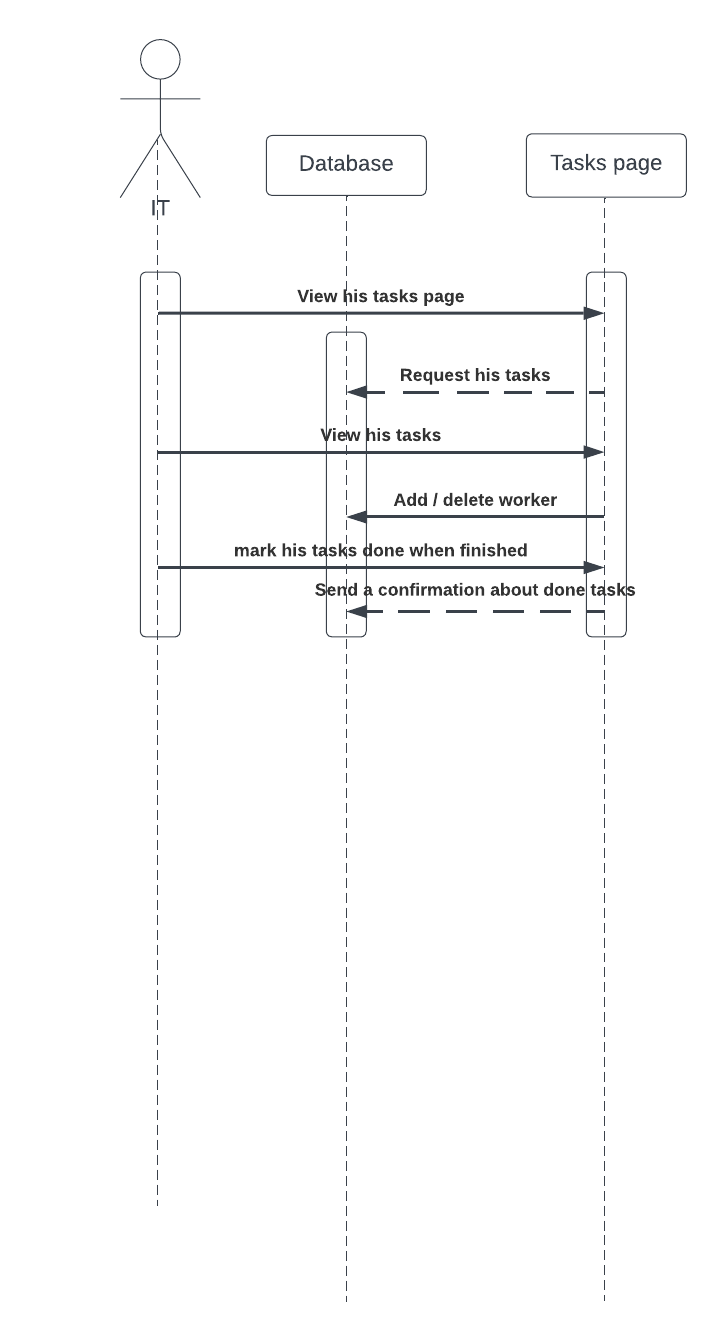 IT
Database
Tasks page
View his tasks page
Request his tasks
View his tasks
Add / delete worker
mark his tasks done when finished
Send a confirmation about done tasks